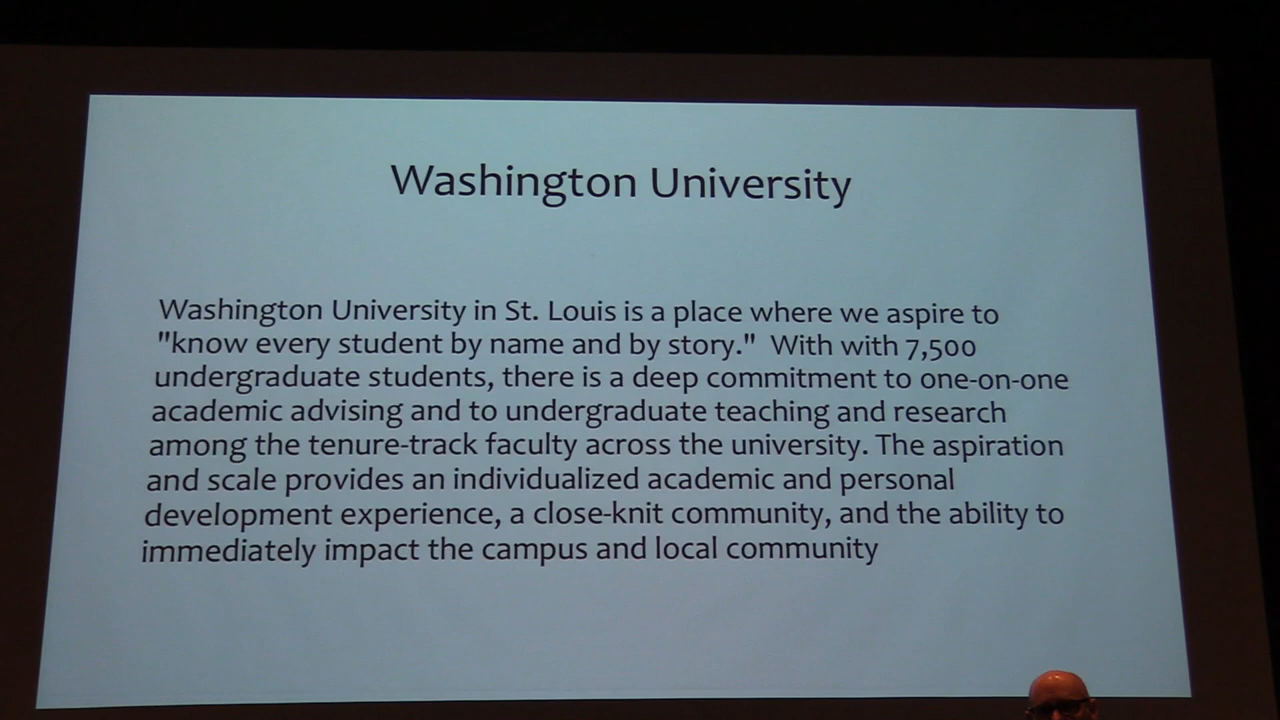 Washington University
Washington University in St. Louis is a place where we aspire to
"know every student by name and by story."  With with 7,500
undergraduate students, there is a deep commitment to one-on-one
academic advising and to undergraduate teaching and research
among the tenure-track faculty across the university. The aspiration
and scale provides an individualized academic and personal
development experience, a close-knit community, and the ability to
immediately impact the campus and local community